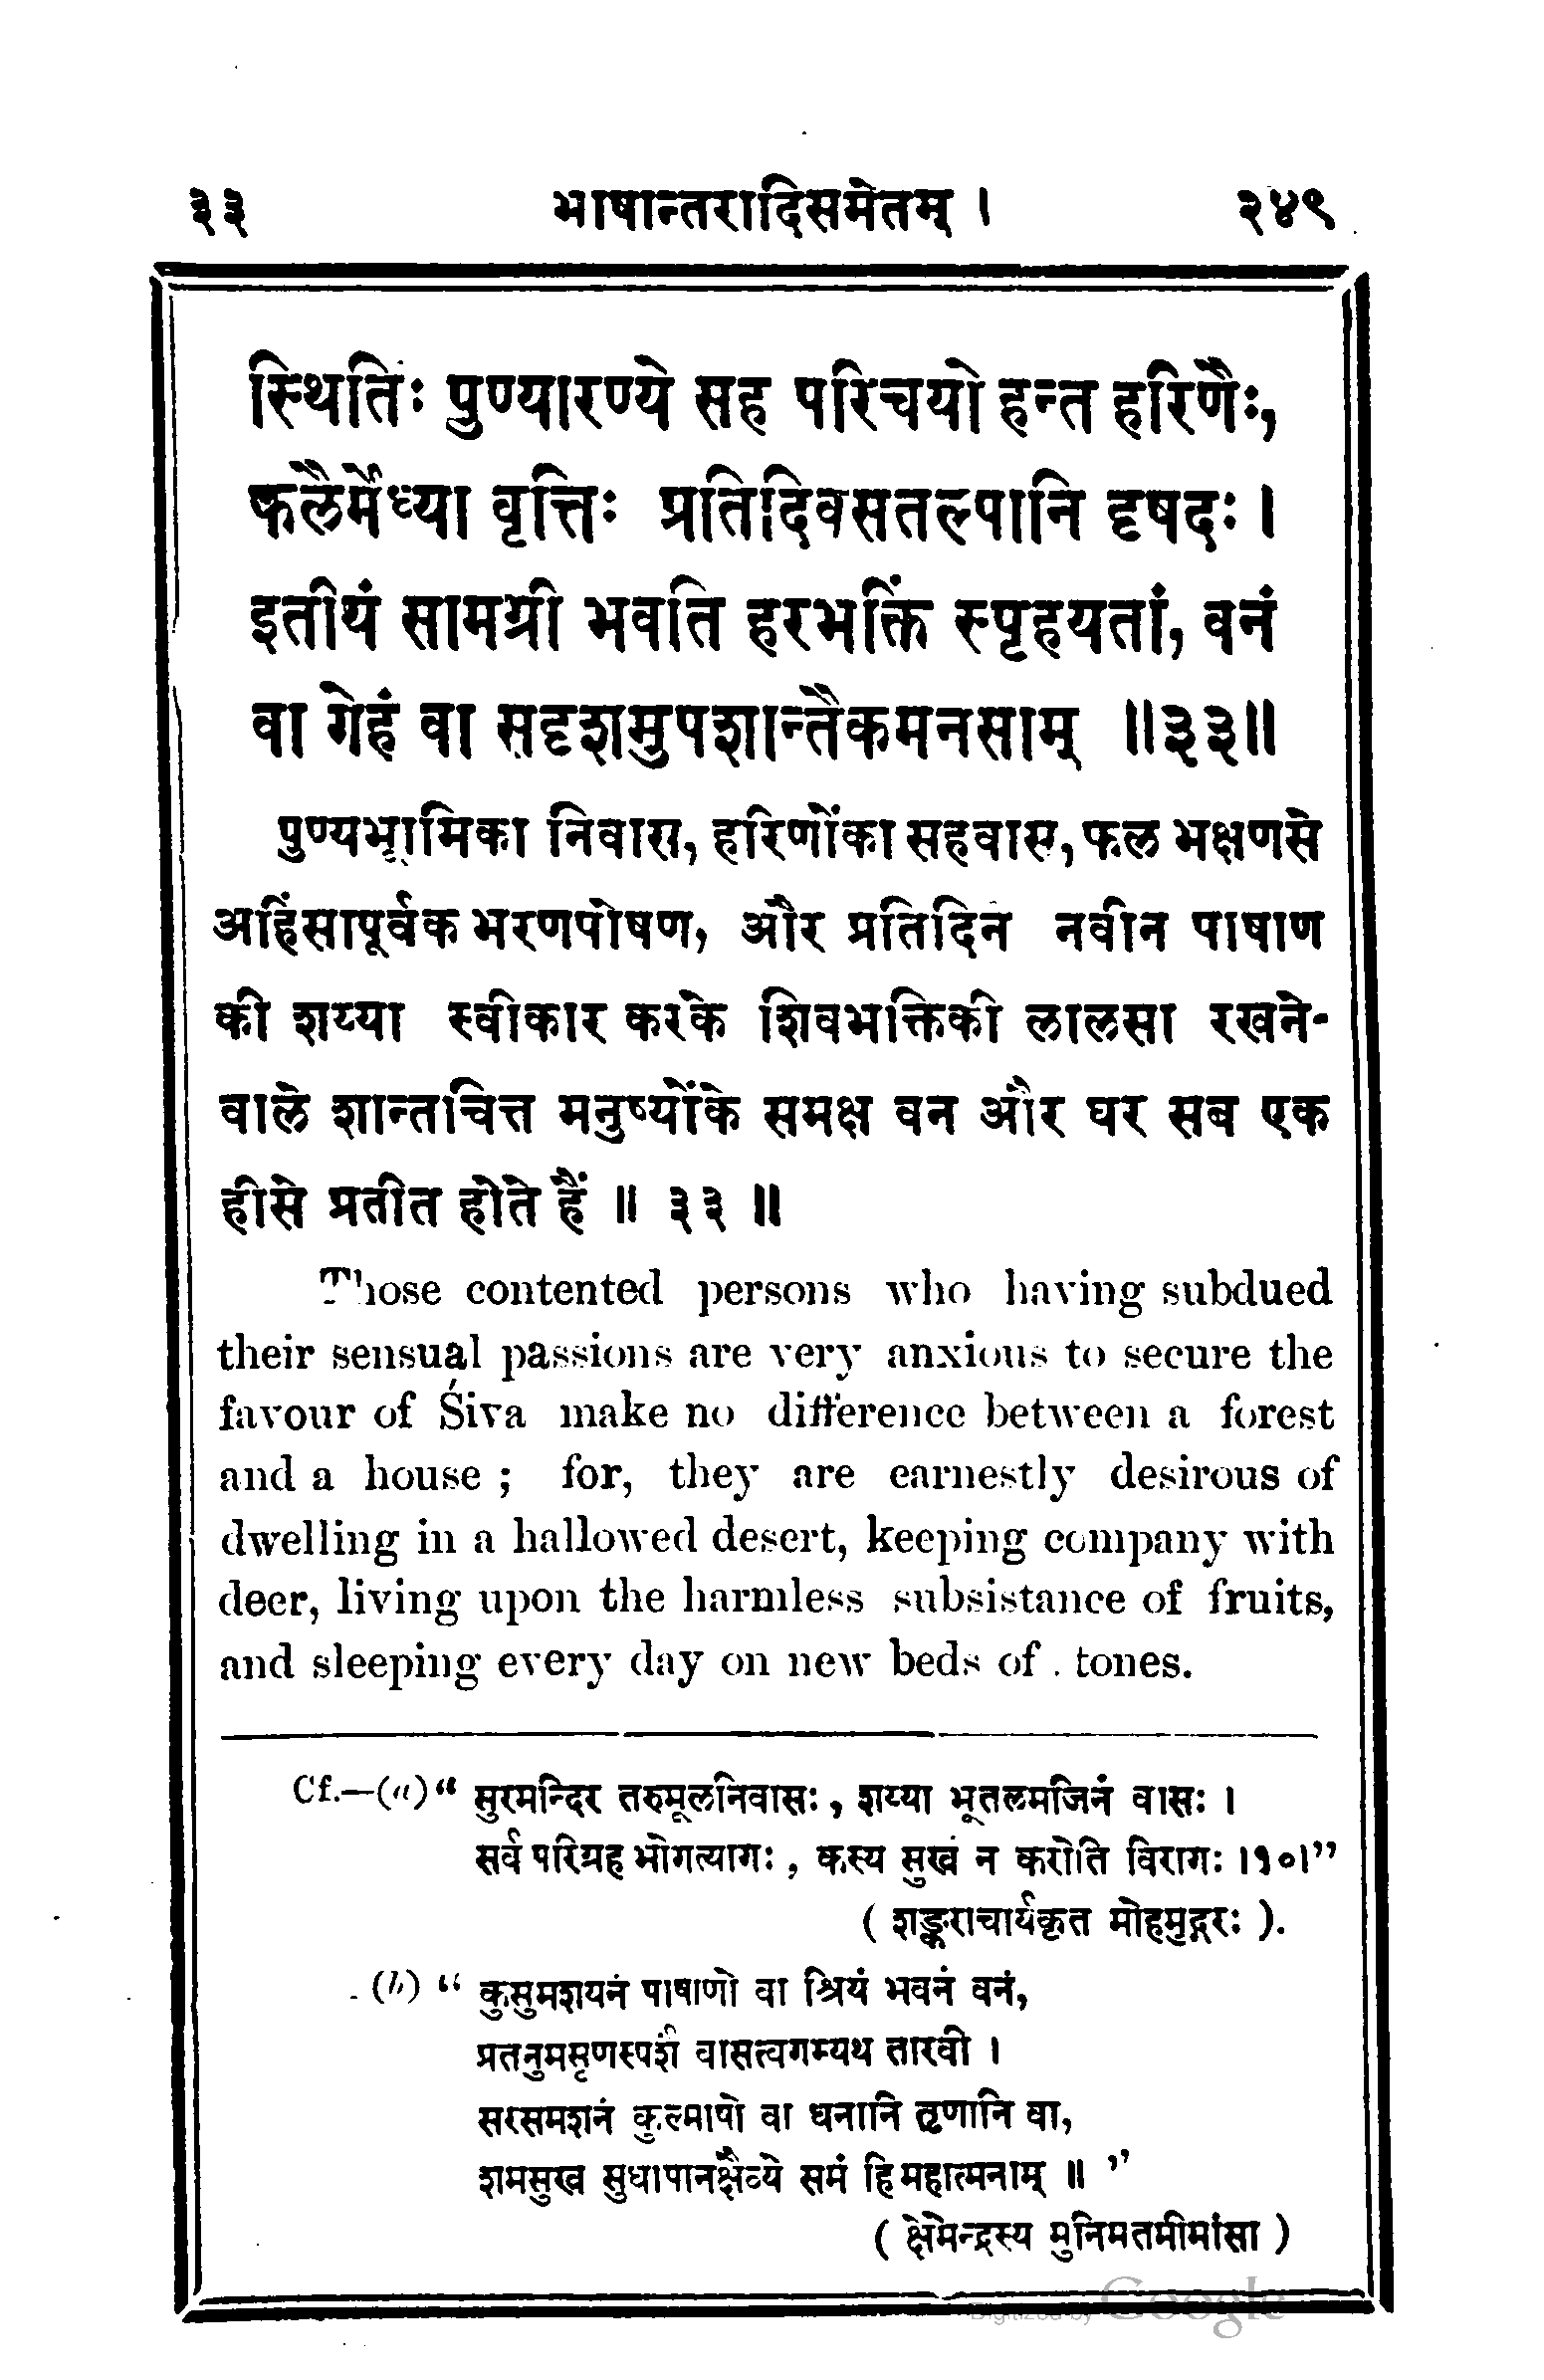 ३३ भाषान्तरादिसमेतम् । २४९
स्थितिः पुण्यारण्ये सह परिचयो हन्त हरिणैः,
फलैर्मेध्या वृत्तिः प्रतिदिवसतल्पानि दृषदः ।
इतीयं सामग्री भवति हरभक्तिं स्पृहयतां, वनं
वा गेहं वा सदृशमुपशान्तैकमनसाम् ॥३३॥
पुण्यभूमिका निवास, हरिणोंका सहवास, फल भक्षणसे
अहिंसापूर्वक भरणपोषण, और प्रतिदिन नवीन पाषाण
की शय्या स्वीकार करके शिवभक्तिकी लालसा रखने-
वाले शान्तचित्त मनुष्योंके समक्ष वन और घर सब एक
हीसे प्रतीत होते हैं ॥ ३३ ॥
Those contented persons who having subdued
their sensual passions are very anxious to secure the
favour of Śiva make no difference between a forest
and a house ; for, they are earnestly desirous of
dwelling in a hallowed desert, keeping company with
deer, living upon the harmless subsistance of fruits,
and sleeping every day on new beds of . tones.
Cf.—(a) “ सुरमन्दिर तरुमूलनिवासः , शय्या भूतलमजिनं वासः ।
सर्व परिग्रह भोगत्यागः , कस्य सुखं न करोति विरागः ।१०।”
( शङ्कराचार्यकृत मोहमुद्गरः ).
(b) “ कुसुमशयनं पाषाणो वा श्रियं भवनं वनं,
प्रतनुमसृणस्पर्शं वासत्वगम्यथ तारवी ।
सरसमशनं कुल्माषो वा धनानि तृणानि वा,
शमसुख सुधापानक्षैब्ये समं हि महात्मनाम् ॥ ”
( क्षेमेन्द्रस्य मुनिमतमीमांसा )
Digitized by Google